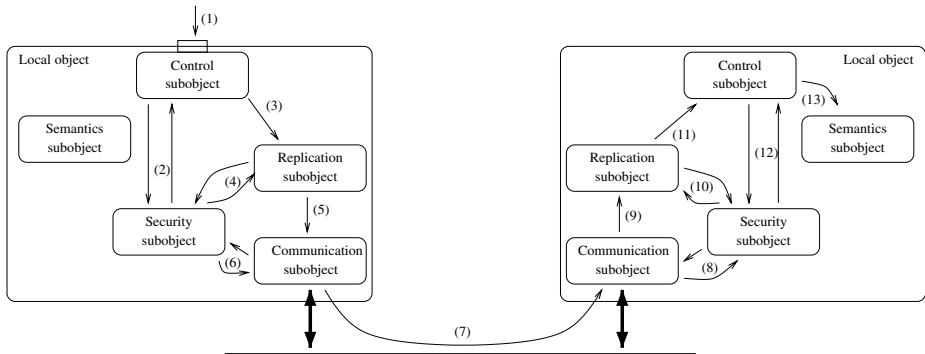 (1)
Local object
Control
subobject
(3)
Semantics
subobject
(2)
Replication
subobject
(4)
(5)
Security
subobject
Communication
subobject
(6)
(7)
Local object
Control
subobject
(13)
Semantics
subobject
(11)
(12)
Replication
subobject
(10)
(9)
Security
subobject
Communication
subobject
(8)